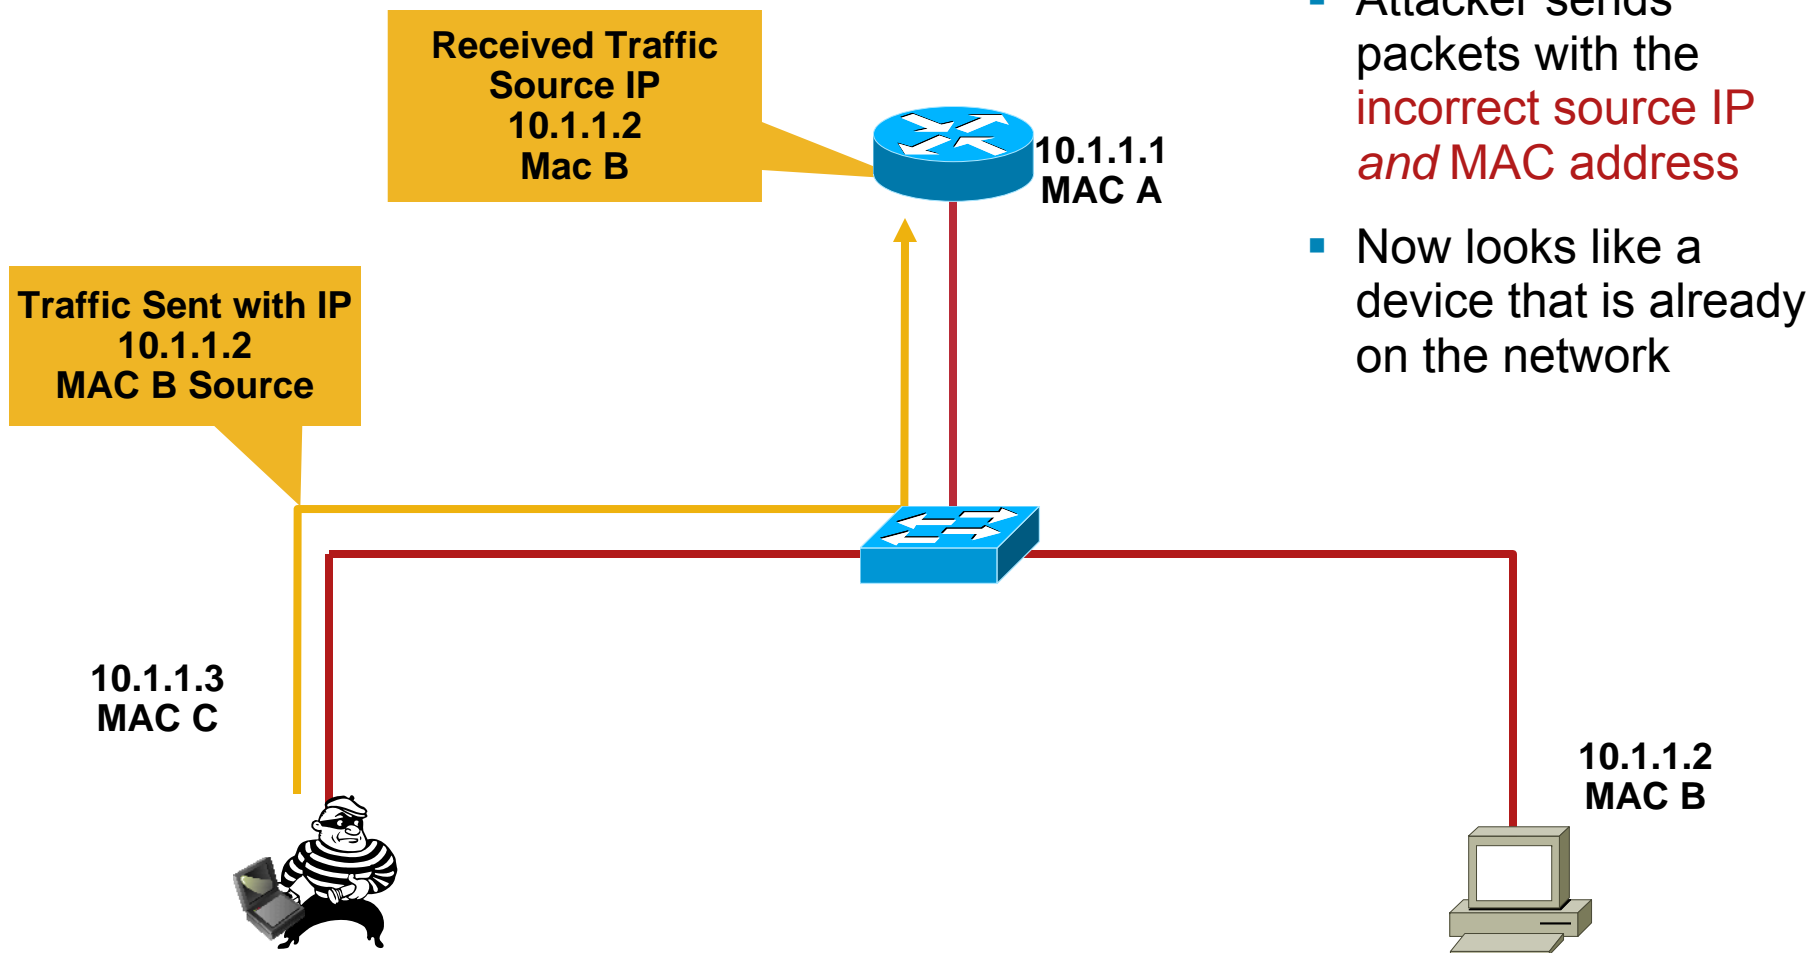 Received Traffic
Source IP
10.1.1.2
Mac B
10.1.1.1
MAC A
Traffic Sent with IP
10.1.1.2
MAC B Source
10.1.1.3
MAC C
10.1.1.2
MAC B
Attacker sends
packets with the
incorrect source IP
and MAC address
Now looks like a
device that is already
on the network